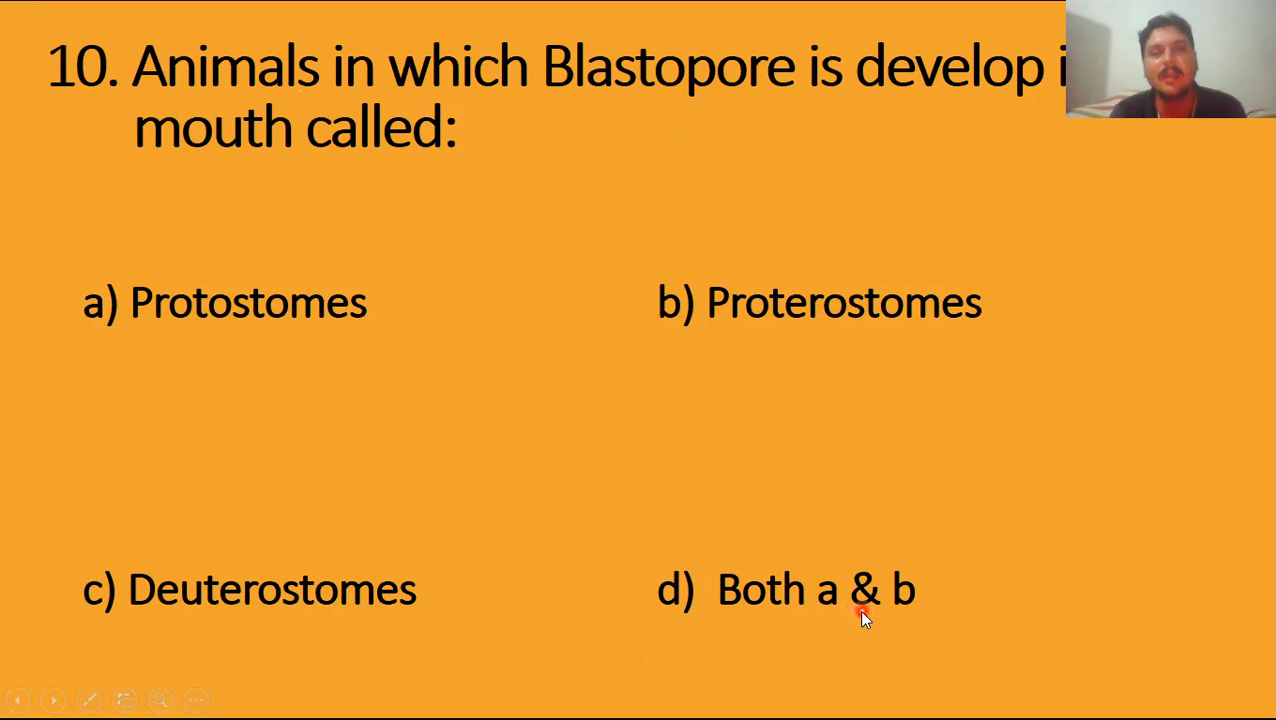 10. Animals in which Blastopore is develop
mouth called:
a) Protostomes
b) Proterostomes
c) Deuterostomes
d) Both a & b